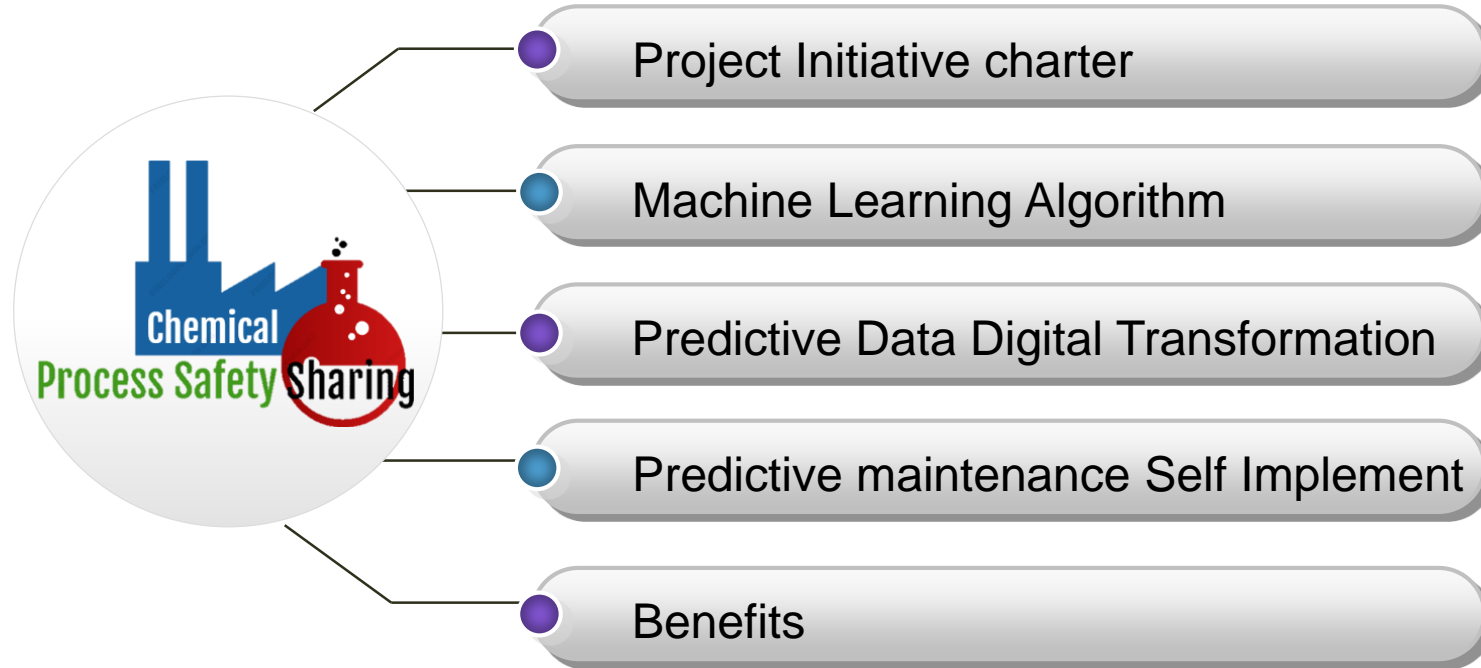 Project Initiative charter
Machine Learning Algorithm
Chemical
Process Safety Sharing
Predictive Data Digital Transformation
Predictive maintenance Self Implement
Benefits